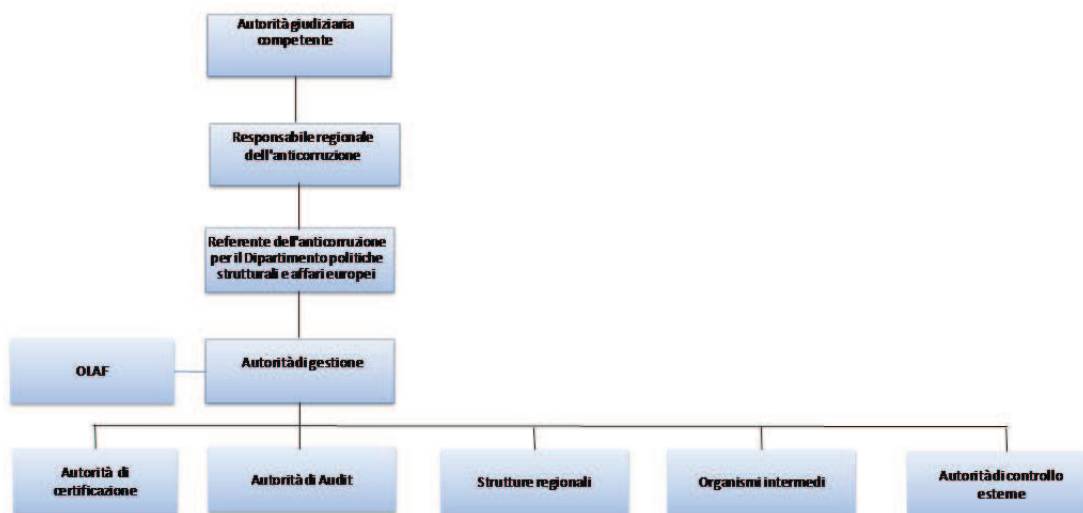 Autorità giudiziaria
competente
Responsabile regionale
dell'anticorruzione
Referente dell'anticorruzione
per il Dipartimento politiche
strutturali e affari europei
OLAF
Autorità di gestione
Autorità di
certificazione
Autorità di Audit
Strutture regionali
Organismi intermedi
Autorità di controllo
esterne